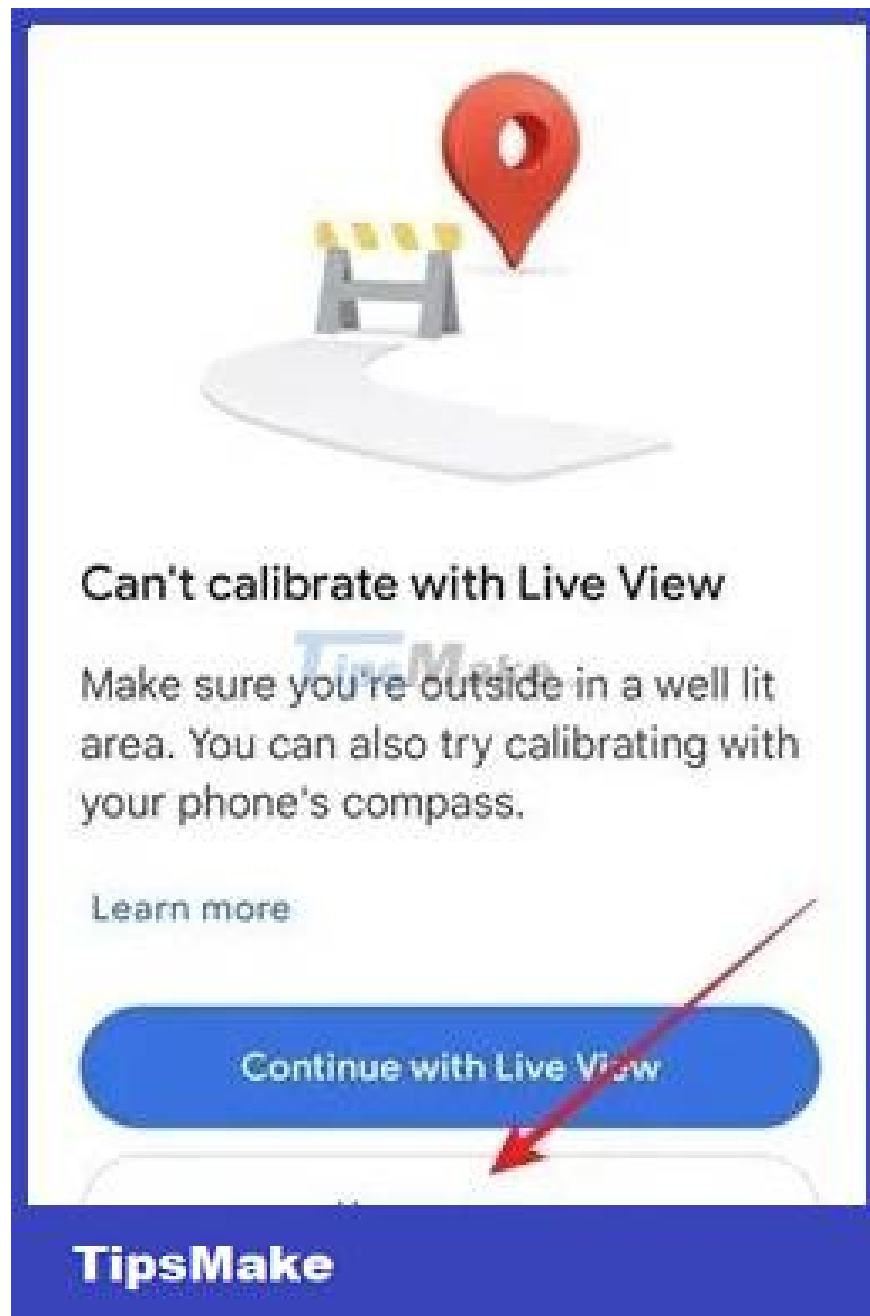 Can't calibrate with Live View
TipsMake
Make sure you're outside in a well lit
area. You can also try calibrating with
your phone's compass.
Learn more
Continue with Live View
TipsMake